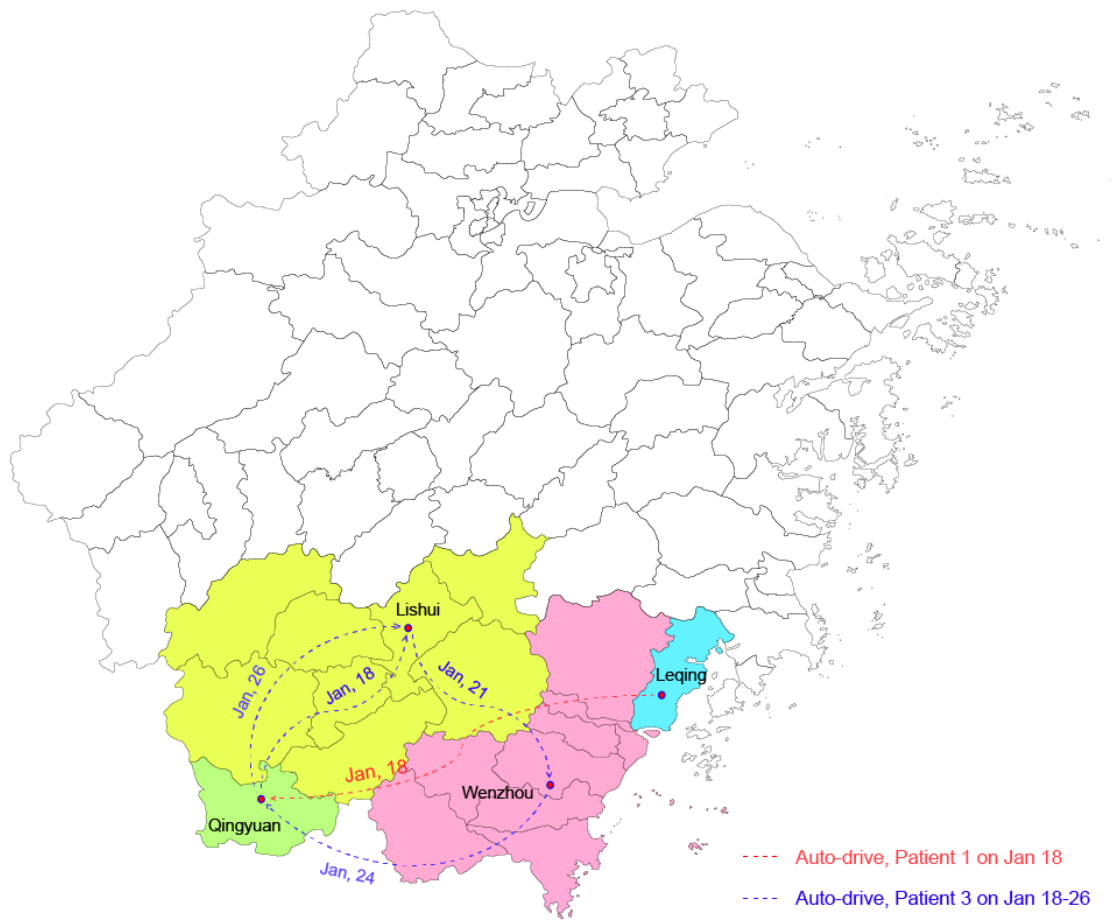 Lishui
Jan, 26
Jan, 18
Jan, 21
Leqing
Jan, 18
Wenzhou
Qingyuan
Jan, 24
Auto-drive, Patient 1 on Jan 18
Auto-drive, Patient 3 on Jan 18-26